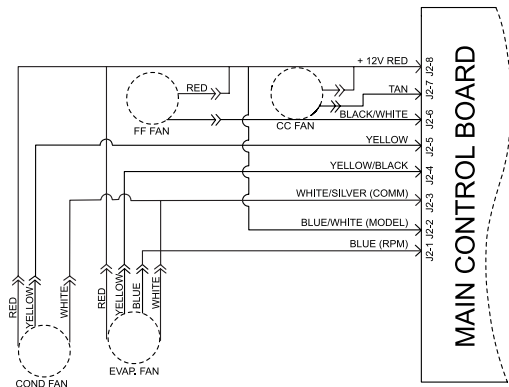 + 12V RED
J2-8
RED
TAN
J2-7
FF FAN
CC FAN
BLACK/WHITE
J2-6
YELLOW
J2-5
YELLOW/BLACK
J2-4
WHITE/SILVER (COMM)
J2-3
BLUE/WHITE (MODEL)
J2-2
BLUE (RPM)
J2-1
MAIN CONTROL BOARD
RED
YELLOW
WHITE
RED
YELLOW
BLUE
WHITE
COND FAN
EVAP. FAN